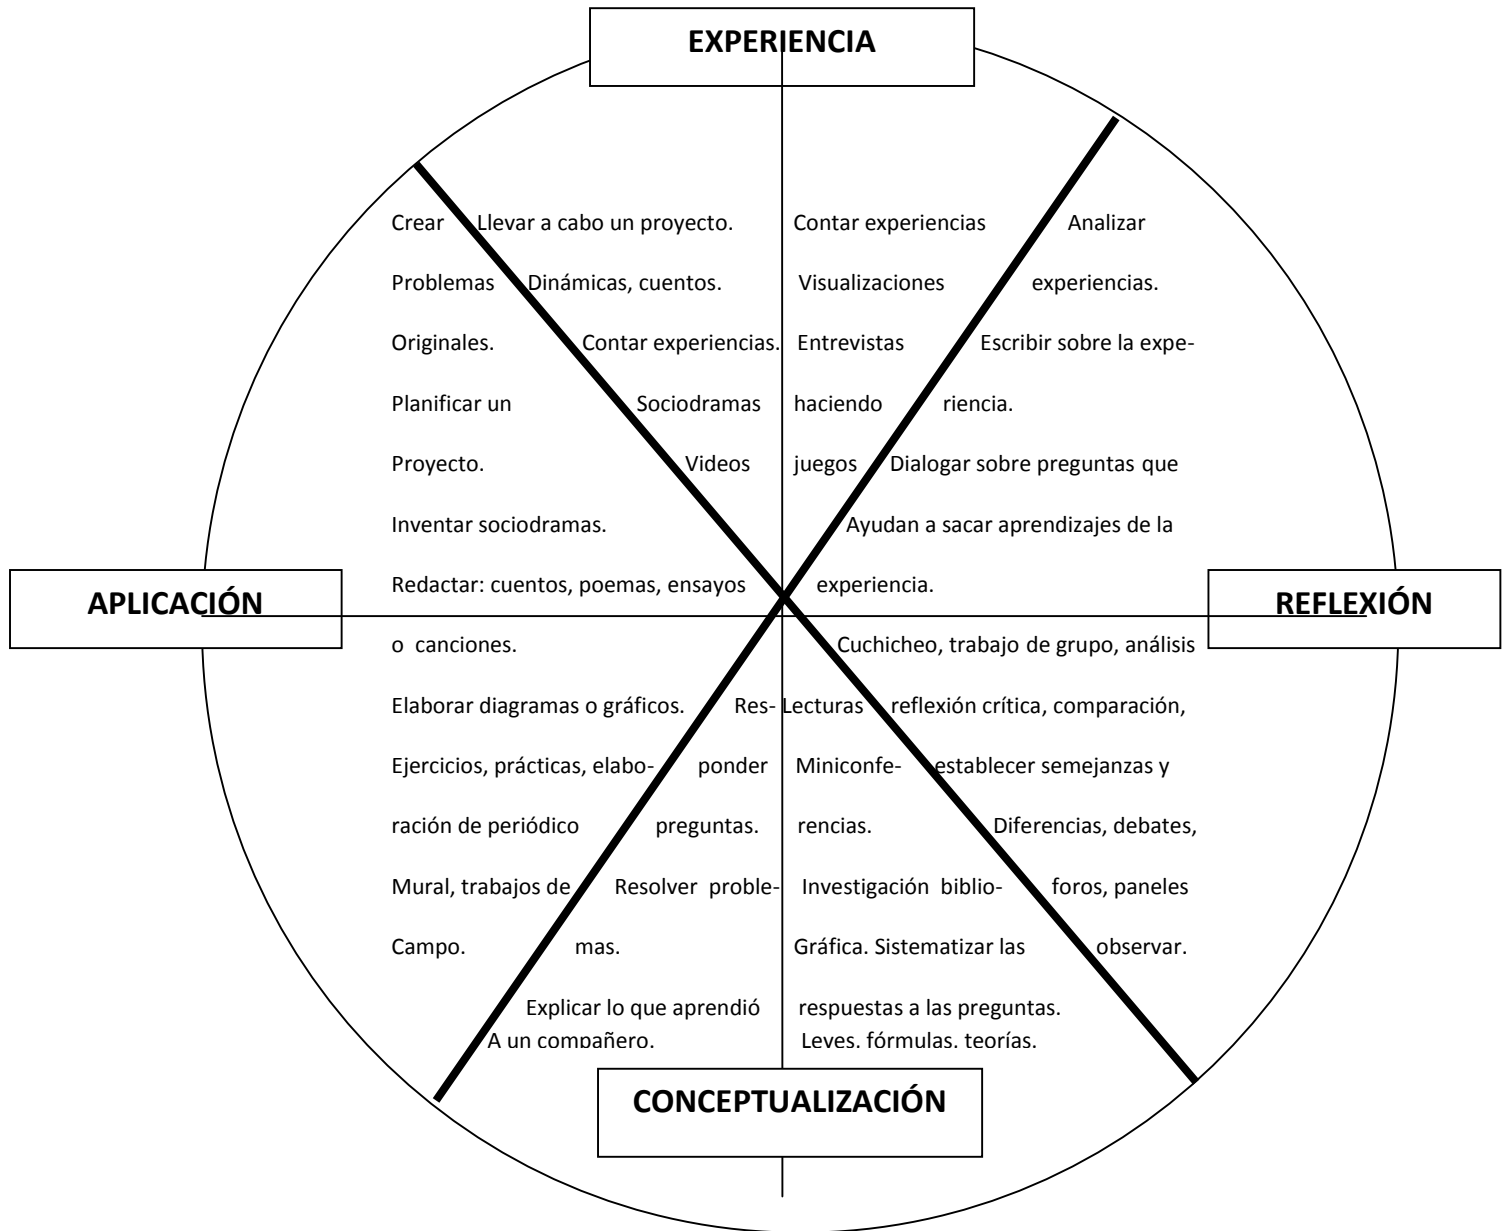 EXPERIENCIA
Crear Llevar a cabo un proyecto. Contar experiencias Analizar
Problemas Dinámicas, cuentos. Visualizaciones experiencias.
Originales. Contar experiencias. Entrevistas Escribir sobre la expe-
Planificar un Sociodramas haciendo riencia.
Proyecto. Videos juegos Dialogar sobre preguntas que
Inventar sociodramas. Ayudan a sacar aprendizajes de la
Redactar: cuentos, poemas, ensayos experiencia.
APLICACIÓN REFLEXIÓN
o canciones. Cuchicheo, trabajo de grupo, análisis
Elaborar diagramas o gráficos. Res- Lecturas reflexión crítica, comparación,
Ejercicios, prácticas, elabo- ponder Miniconfe- establecer semejanzas y
ración de periódico preguntas. rencias. Diferencias, debates,
Mural, trabajos de Resolver proble- Investigación biblio- foros, paneles
Campo. mas. Gráfica. Sistematizar las observar.
Explicar lo que aprendió respuestas a las preguntas.
A un compañero. Leyes, fórmulas, teorías.
CONCEPTUALIZACIÓN